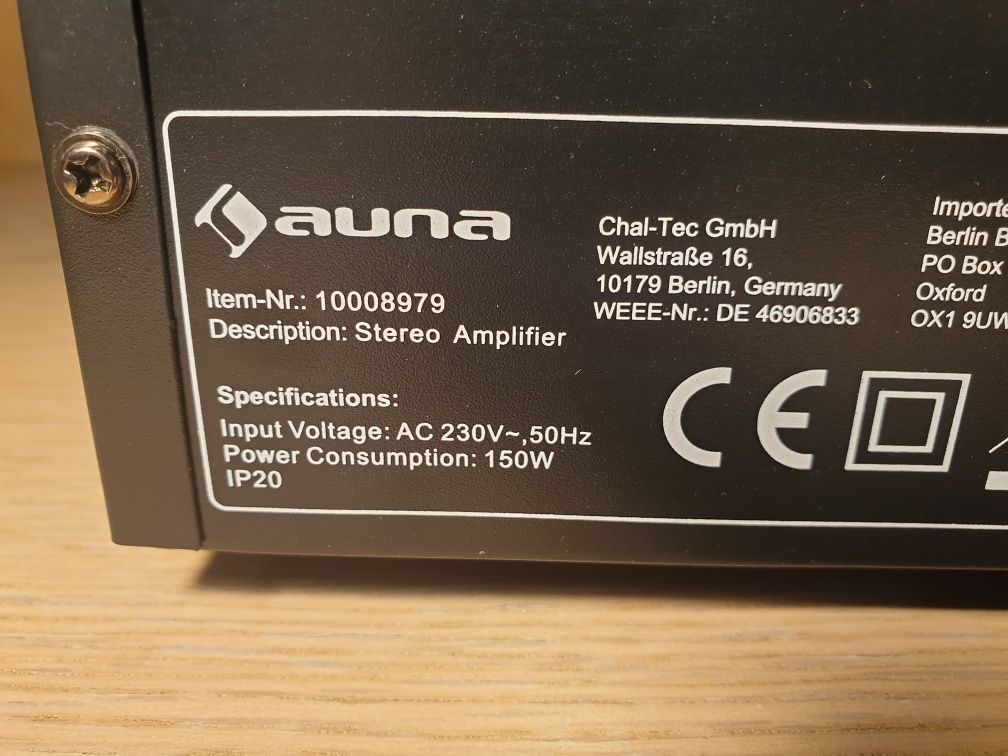 auna
Item-Nr.: 10008979
Description: Stereo Amplifier
Specifications:
Input Voltage: AC 230V~,50Hz
Power Consumption: 150W
IP20
Chal-Tec GmbH
Wallstraße 16,
10179 Berlin, Germany
WEEE-Nr.: DE 46906833
Importe
Berlin B
PO Box
Oxford
OX1 9UW
CE